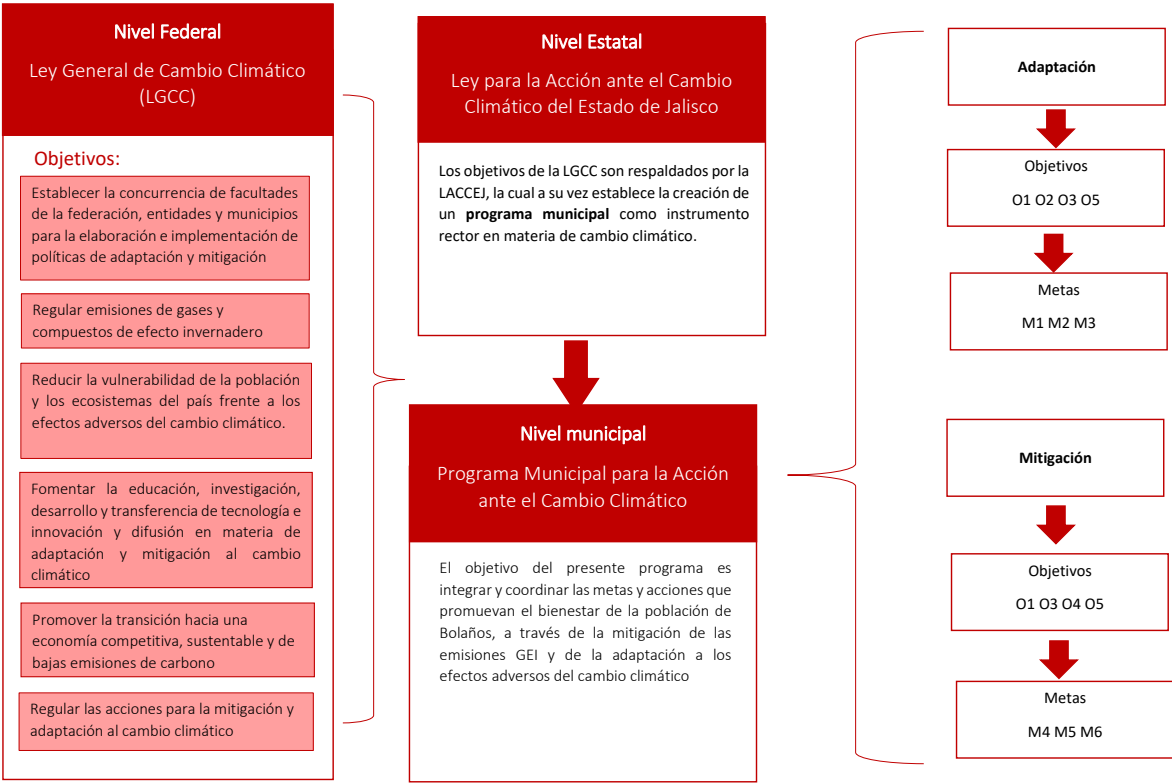 Nivel Federal
Ley General de Cambio Climático
(LGCC)
Objetivos:
Establecer la concurrencia de facultades
de la federación, entidades y municipios
para la elaboración e implementación de
políticas de adaptación y mitigación
Regular emisiones de gases y
compuestos de efecto invernadero
Reducir la vulnerabilidad de la población
y los ecosistemas del país frente a los
efectos adversos del cambio climático.
Fomentar la educación, investigación,
desarrollo y transferencia de tecnología e
innovación y difusión en materia de
adaptación y mitigación al cambio
climático
Promover la transición hacia una
economía competitiva, sustentable y de
bajas emisiones de carbono
Regular las acciones para la mitigación y
adaptación al cambio climático
Nivel Estatal
Ley para la Acción ante el Cambio
Climático del Estado de Jalisco
Los objetivos de la LGCC son respaldados por la
LACCEJ, la cual a su vez establece la creación de
un programa municipal como instrumento
rector en materia de cambio climático.
Nivel municipal
Programa Municipal para la Acción
ante el Cambio Climático
El objetivo del presente programa es
integrar y coordinar las metas y acciones que
promuevan el bienestar de la población de
Bolaños, a través de la mitigación de las
emisiones GEI y de la adaptación a los
efectos adversos del cambio climático
Adaptación
Objetivos
O1 O2 O3 O5
Metas
M1 M2 M3
Mitigación
Objetivos
O1 O3 O4 O5
Metas
M4 M5 M6